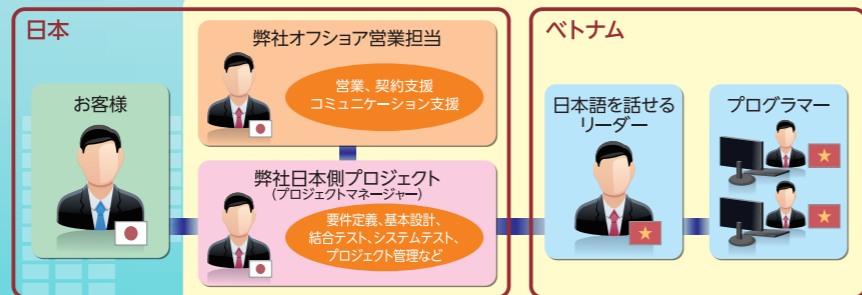 日本
お客様
弊社オフショア営業担当
営業、契約支援
コミュニケーション支援
弊社日本側プロジェクト
(プロジェクトマネージャー)
要件定義、基本設計、
結合テスト、システムテスト、
プロジェクト管理など
ベトナム
日本語を話せる
リーダー
プログラマー